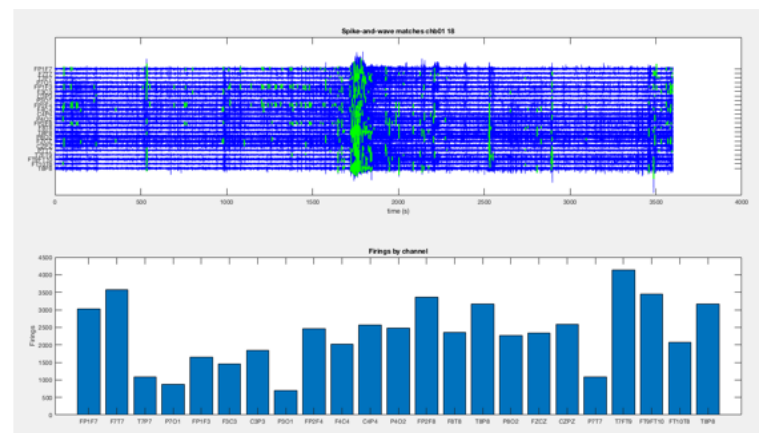 Spike-and-wave matches chb01 18
FP1F7
T8P8
0 500 1000 1500 2000 2500 3000 3500 4000
time (s)
Firings by channel
4500
4000
3500
3000
2500
2000
1500
1000
500
0
Firings
FP1F7 F7T7 T7P7 P7O1 FP1F3 F3C3 C3P3 P3O1 FP2F4 F4C4 C4P4 P4O2 FP2F8 F8T8 T8P8 P8O2 FZCZ CZPZ P7T7 T7FT9 FT9FT10 FT10T8 T8P8